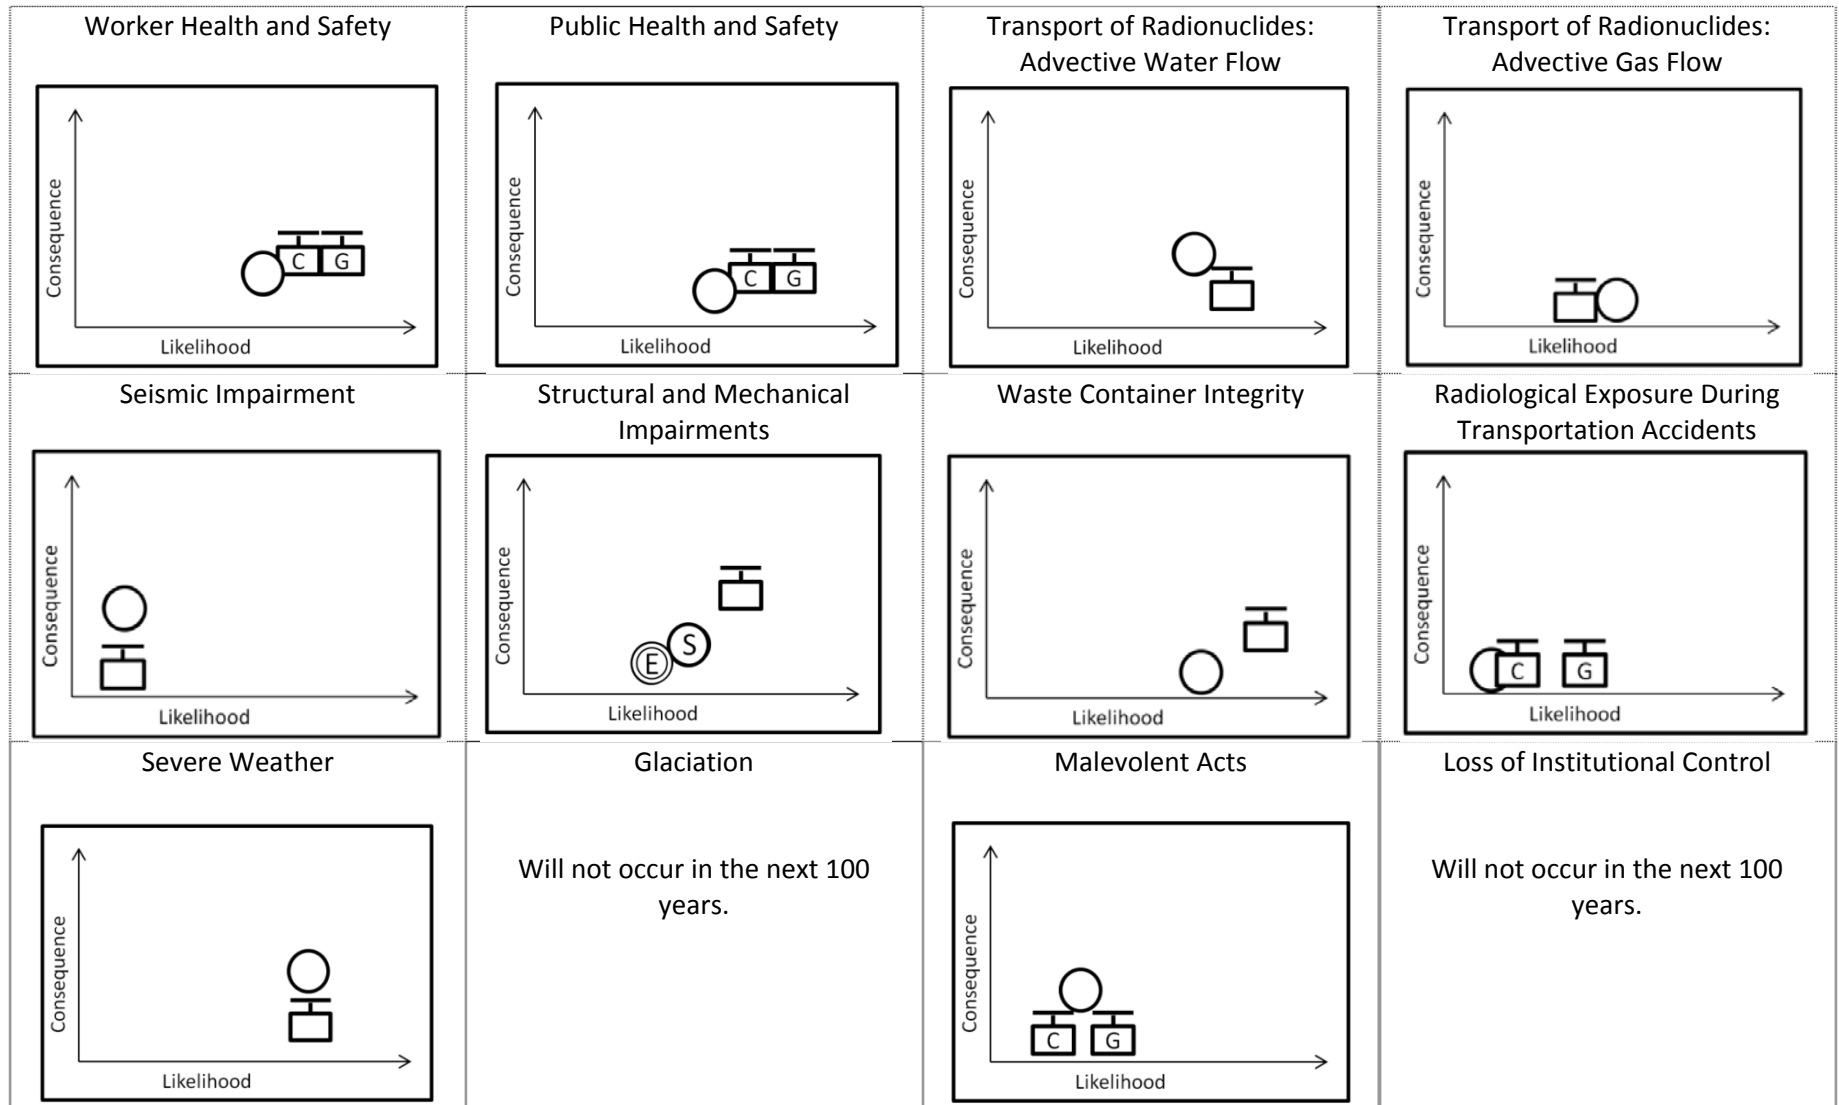 Worker Health and Safety
Consequence
C
G
Likelihood
Public Health and Safety
Consequence
C
G
Likelihood
Transport of Radionuclides:
Advective Water Flow
Consequence
Likelihood
Transport of Radionuclides:
Advective Gas Flow
Consequence
Likelihood
Seismic Impairment
Consequence
Likelihood
Structural and Mechanical
Impairments
Consequence
E
S
Likelihood
Waste Container Integrity
Consequence
Likelihood
Radiological Exposure During
Transportation Accidents
Consequence
C
G
Likelihood
Severe Weather
Consequence
Likelihood
Glaciation
Will not occur in the next 100
years.
Malevolent Acts
Consequence
C
G
Likelihood
Loss of Institutional Control
Will not occur in the next 100
years.